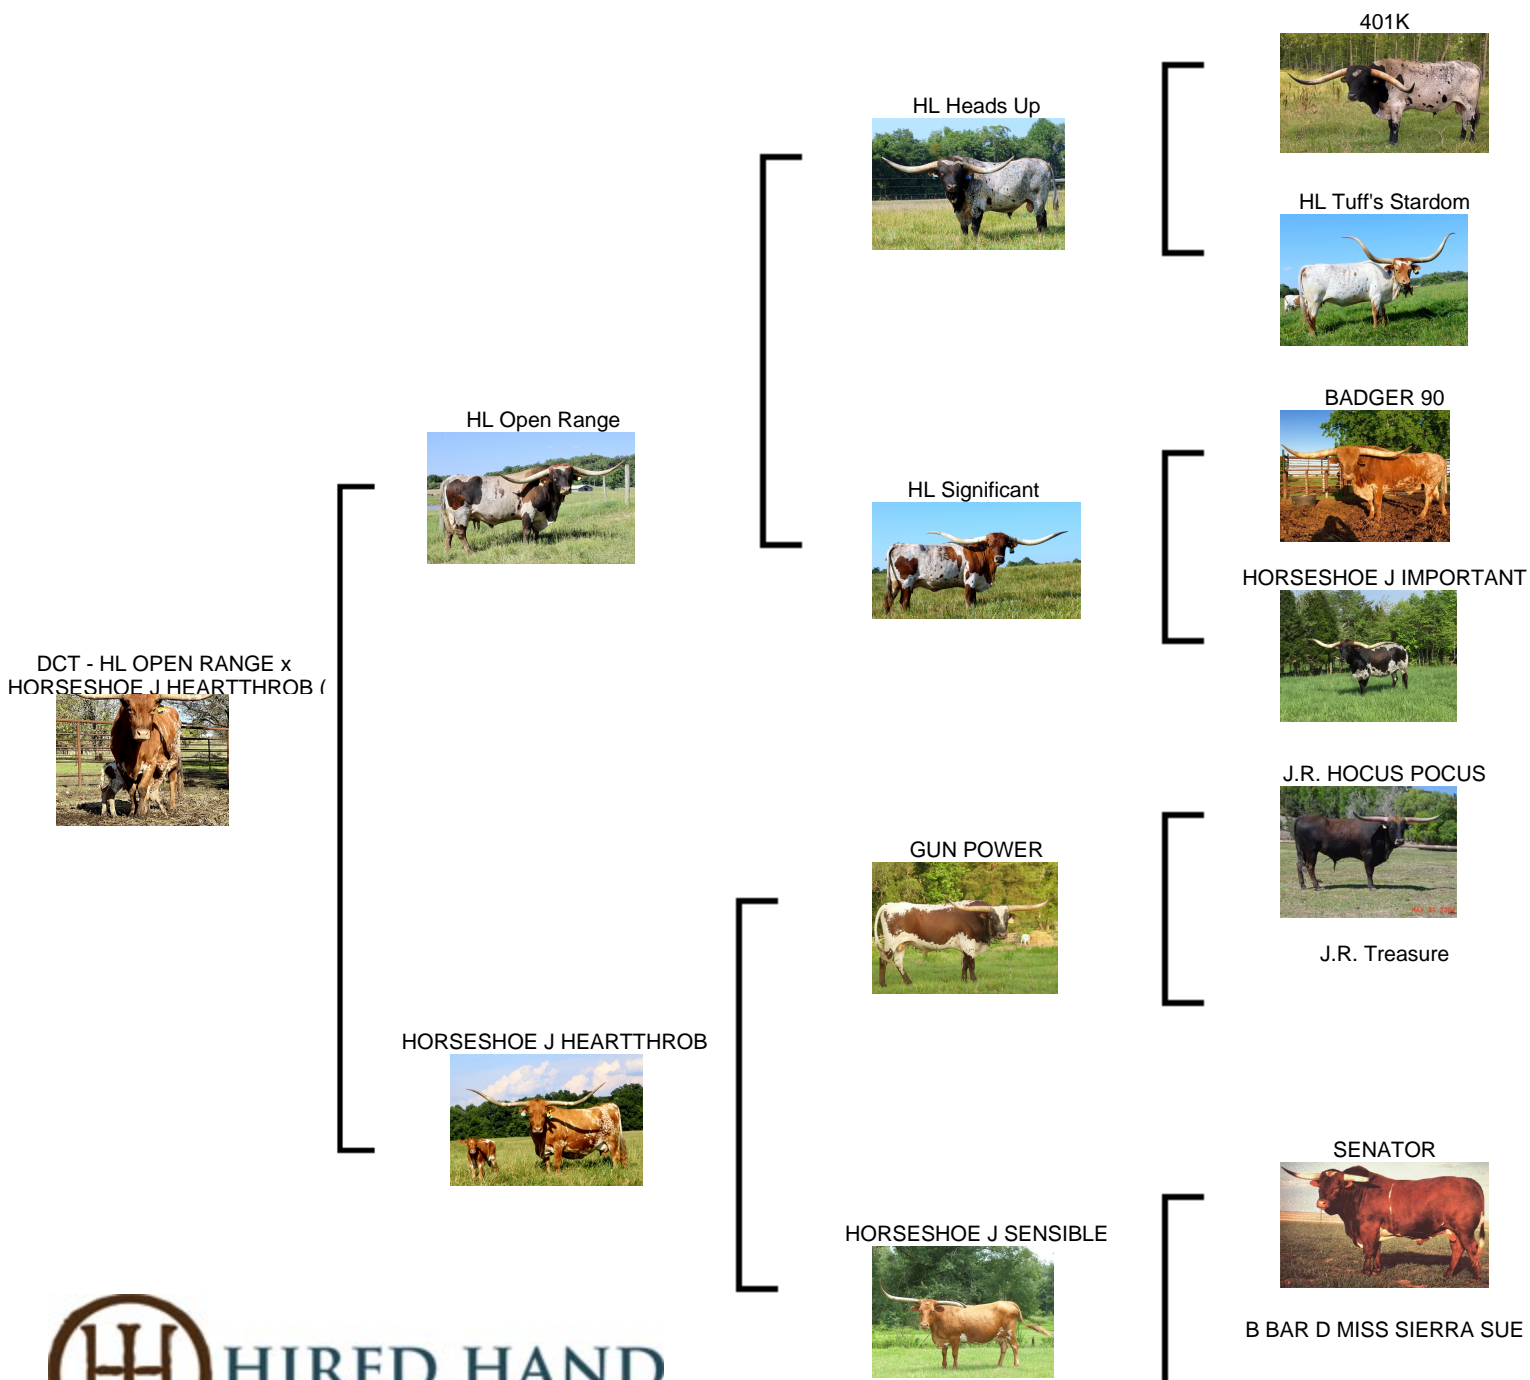 401K
HL Heads Up
HL Tuff's Stardom
BADGER 90
HL Open Range
HL Significant
HORSESHOE J IMPORTANT
DCT - HL OPEN RANGE x
HORSESHOE J HEARTTHROB (
J.R. HOCUS POCUS
GUN POWER
J.R. Treasure
HORSESHOE J HEARTTHROB
SENATOR
HORSESHOE J SENSIBLE
B BAR D MISS SIERRA SUE
HIRED HAND